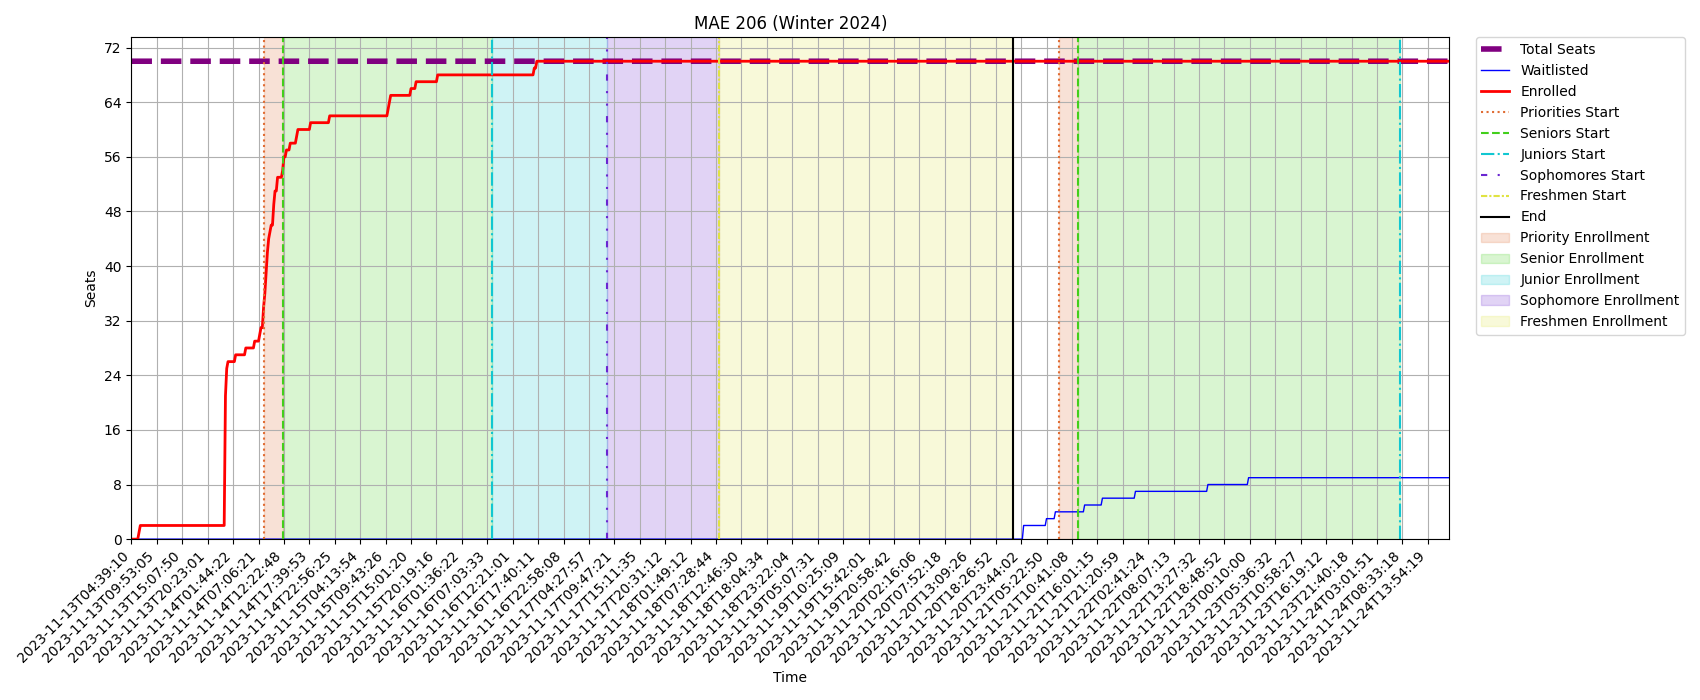 MAE 206 (Winter 2024)
72
64
56
48
40
32
24
16
8
0
Seats
2023-11-13T04:39:10
2023-11-13T09:53:05
2023-11-13T15:07:50
2023-11-13T20:23:01
2023-11-14T01:44:22
2023-11-14T07:06:21
2023-11-14T12:22:48
2023-11-14T17:39:53
2023-11-14T22:56:25
2023-11-15T04:13:54
2023-11-15T09:43:26
2023-11-15T15:01:20
2023-11-15T20:19:16
2023-11-16T01:36:22
2023-11-16T07:03:33
2023-11-16T12:21:01
2023-11-16T17:40:11
2023-11-16T22:58:08
2023-11-17T04:27:57
2023-11-17T09:47:21
2023-11-17T15:11:35
2023-11-17T20:31:12
2023-11-18T01:49:12
2023-11-18T07:28:44
2023-11-18T12:46:30
2023-11-18T18:04:34
2023-11-18T23:22:04
2023-11-19T05:07:31
2023-11-19T10:25:09
2023-11-19T15:42:01
2023-11-19T20:58:42
2023-11-20T02:16:06
2023-11-20T07:52:18
2023-11-20T13:09:26
2023-11-20T18:26:52
2023-11-20T23:44:02
2023-11-21T05:22:50
2023-11-21T10:41:08
2023-11-21T16:01:15
2023-11-21T21:20:59
2023-11-22T02:41:24
2023-11-22T08:07:13
2023-11-22T13:27:32
2023-11-22T18:48:52
2023-11-23T00:10:00
2023-11-23T05:36:32
2023-11-23T10:58:27
2023-11-23T16:19:12
2023-11-23T21:40:18
2023-11-24T03:01:51
2023-11-24T08:33:18
2023-11-24T13:54:19
Time
Total Seats
Waitlisted
Enrolled
Priorities Start
Seniors Start
Juniors Start
Sophomores Start
Freshmen Start
End
Priority Enrollment
Senior Enrollment
Junior Enrollment
Sophomore Enrollment
Freshmen Enrollment